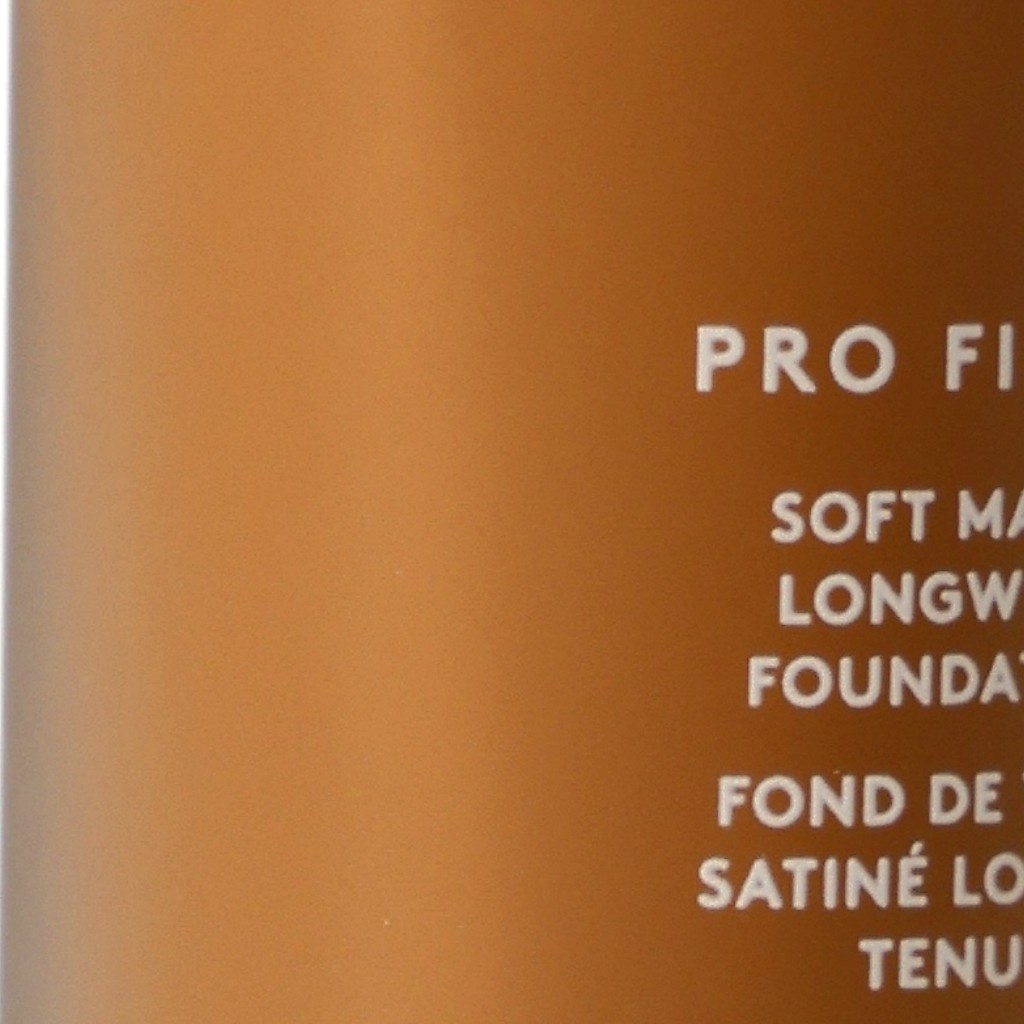 PRO FI
SOFT MA
LONGW
FOUNDAT
FOND DE
SATINÉ LO
TENU